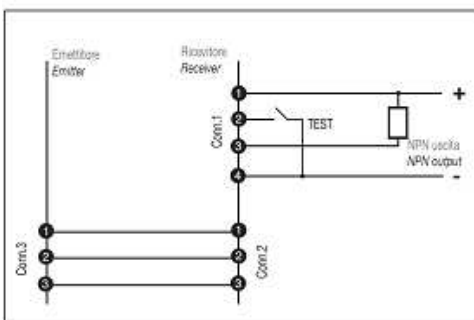 Emettitore
Emitter
Ricevitore
Receiver
Conn.1
1
2
3
4
TEST
+
NPN uscita
NPN output
-
Conn.3
1
2
3
Conn.2
1
2
3